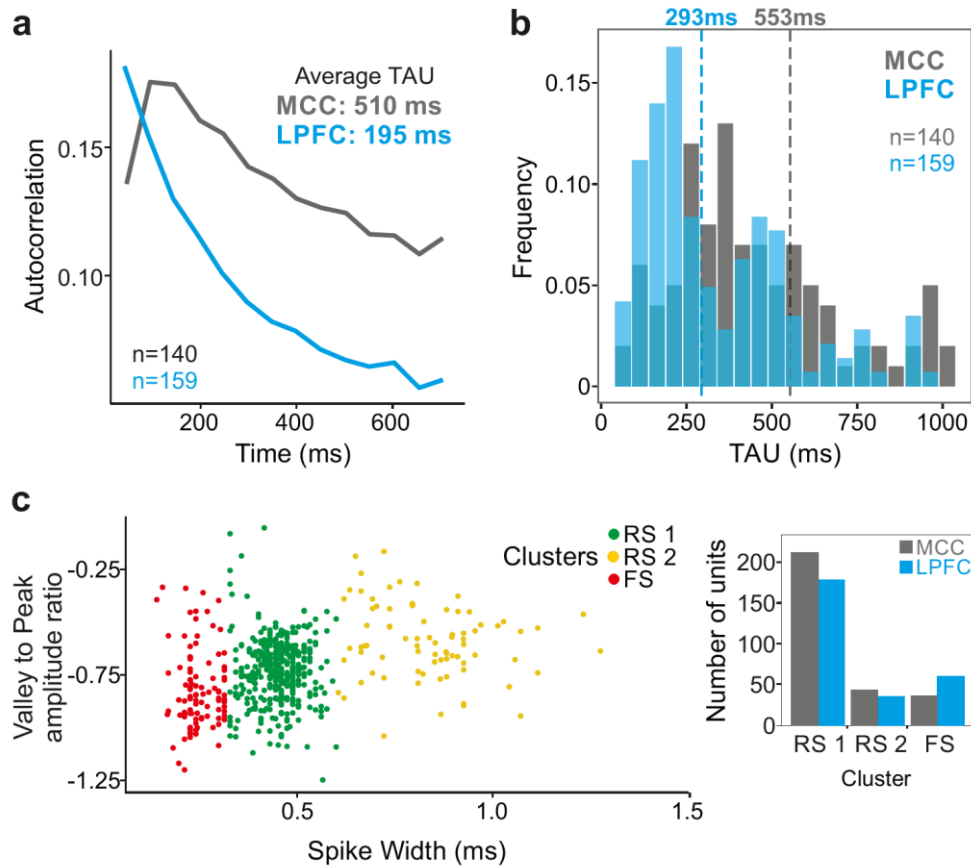 a
Average TAU
MCC: 510 ms
LPFC: 195 ms
Autocorrelation
0.15
0.10
n=140
n=159
200
400
600
Time (ms)
b
293ms
553ms
MCC
LPFC
n=140
n=159
Frequency
0.15
0.10
0.05
0
0
250
500
750
1000
TAU (ms)
c
Clusters
RS 1
RS 2
FS
Valley to Peak
amplitude ratio
-0.25
-0.75
-1.25
0.5
1.0
1.5
Spike Width (ms)
MCC
LPFC
Number of units
200
150
100
50
0
RS 1
RS 2
FS
Cluster